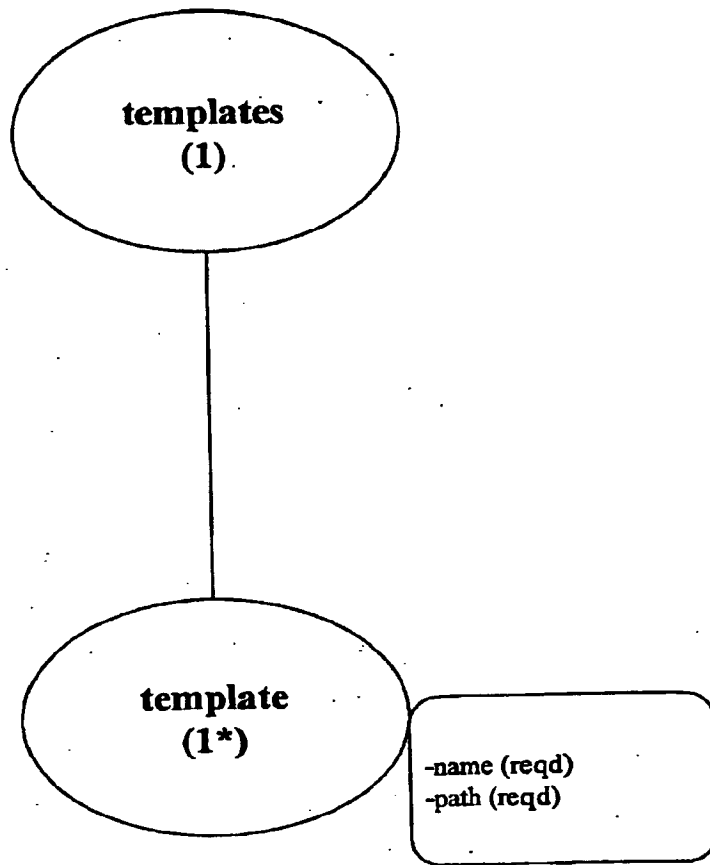 templates
(1)
template
(1*)
-name (reqd)
-path (reqd)